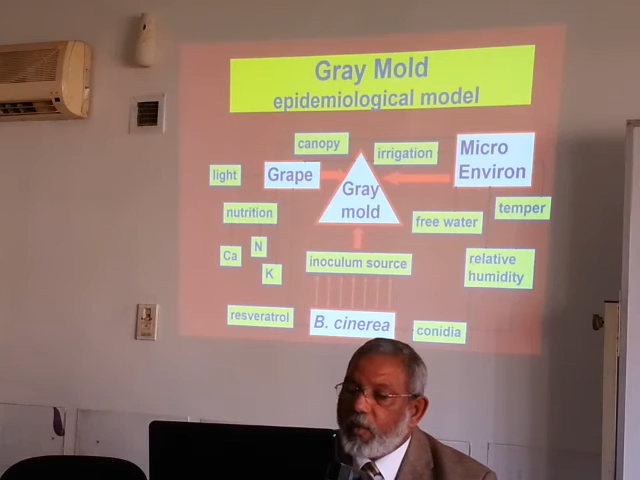 Gray Mold
epidemiological model
canopy
irrigation
Micro
Environ
light
Grape
Gray
mold
nutrition
free water
temper
Ca
N
K
inoculum source
relative
humidity
resveratrol
B. cinerea
conidia